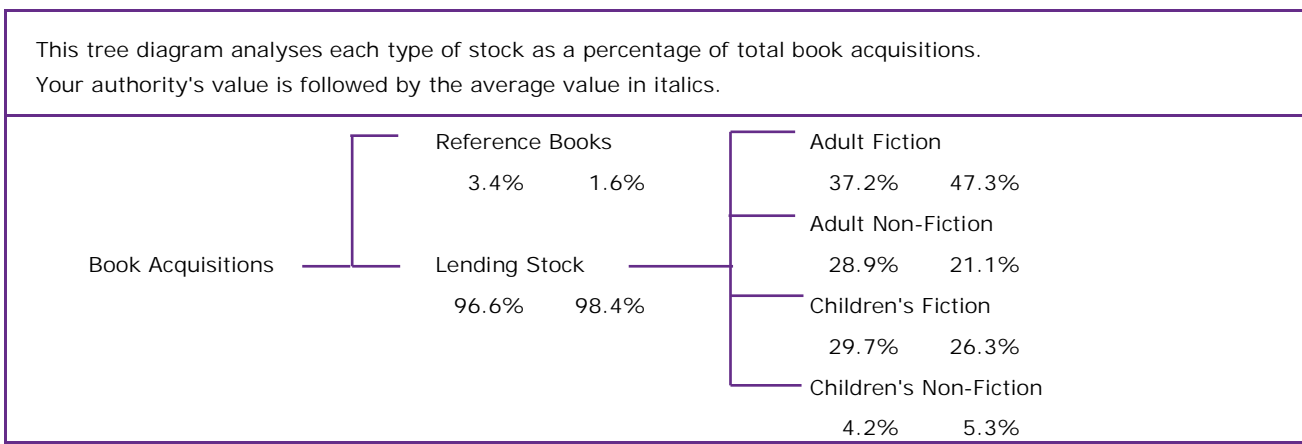 This tree diagram analyses each type of stock as a percentage of total book acquisitions.
Your authority's value is followed by the average value in italics.
Reference Books
3.4% 1.6%
Book Acquisitions
Lending Stock
96.6% 98.4%
Adult Fiction
37.2% 47.3%
Adult Non-Fiction
28.9% 21.1%
Children's Fiction
29.7% 26.3%
Children's Non-Fiction
4.2% 5.3%